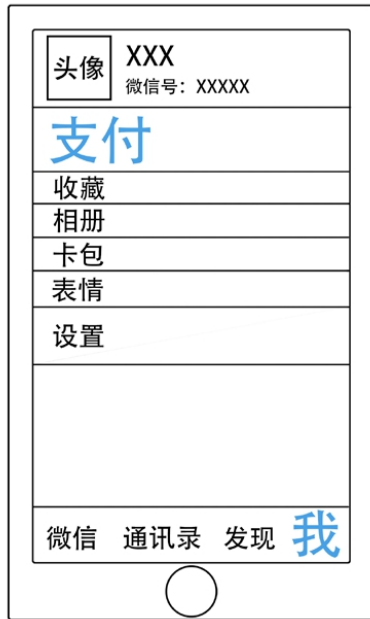 头像 XXX
微信号：XXXXX
支付
收藏
相册
卡包
表情
设置
微信 通讯录 发现 我